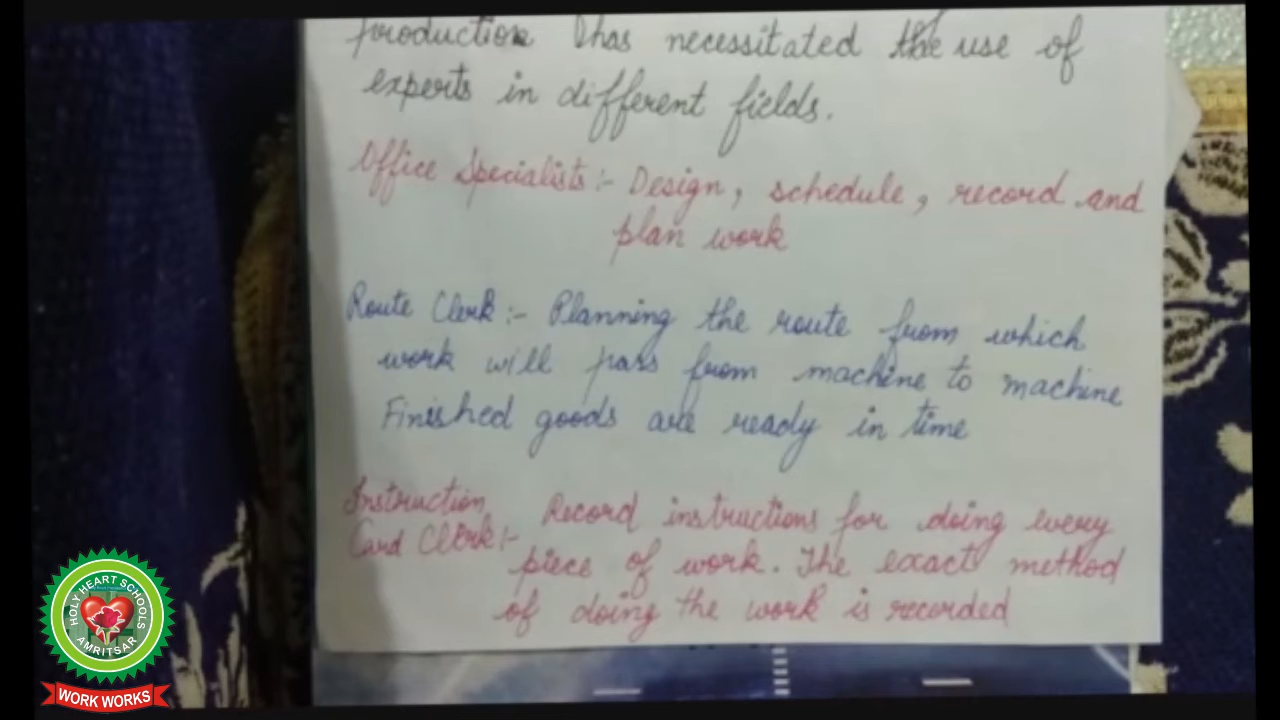 production has necessitated the use of
experts in different fields.
Office Specialists:- Design, schedule, record and
plan work
Route Clerk:- Planning the route from which
work will pass from machine to machine
Finished goods are ready in time
Instruction Record instructions for doing every
Card Clerk:- piece of work. The exact method
of doing the work is recorded
HOLY HEART SCHOOLS
AMRITSAR
WORK WORKS